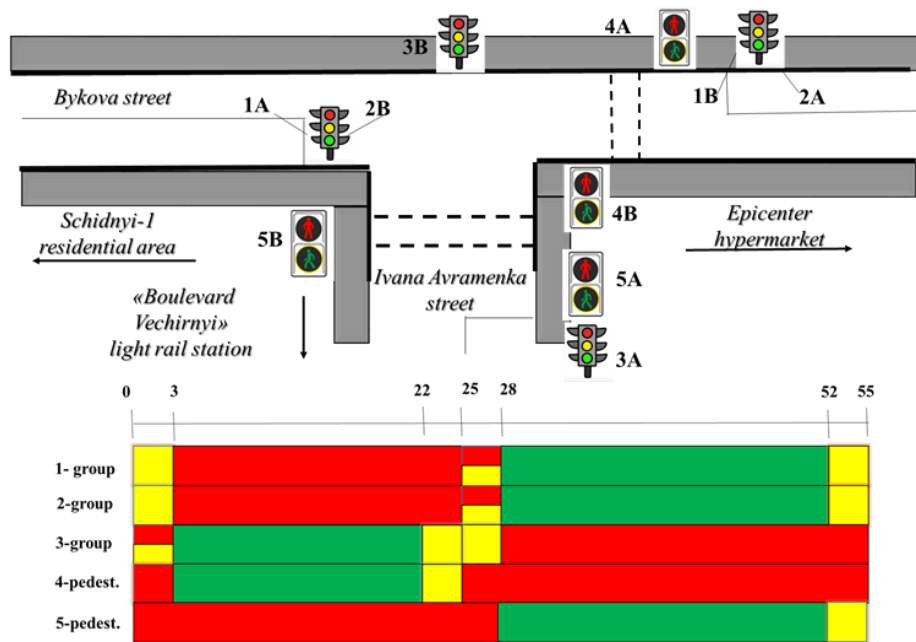 4A
3B
1B
2A
Bykova street
1A
2B
Schidnyi-1
residential area
5B
4B
Epicenter
hypermarket
Ivana Avramenka
street
5A
«Boulevard
Vechirnyi»
light rail station
3A
0 3 22 25 28 52 55
1- group
2-group
3-group
4-pedest.
5-pedest.